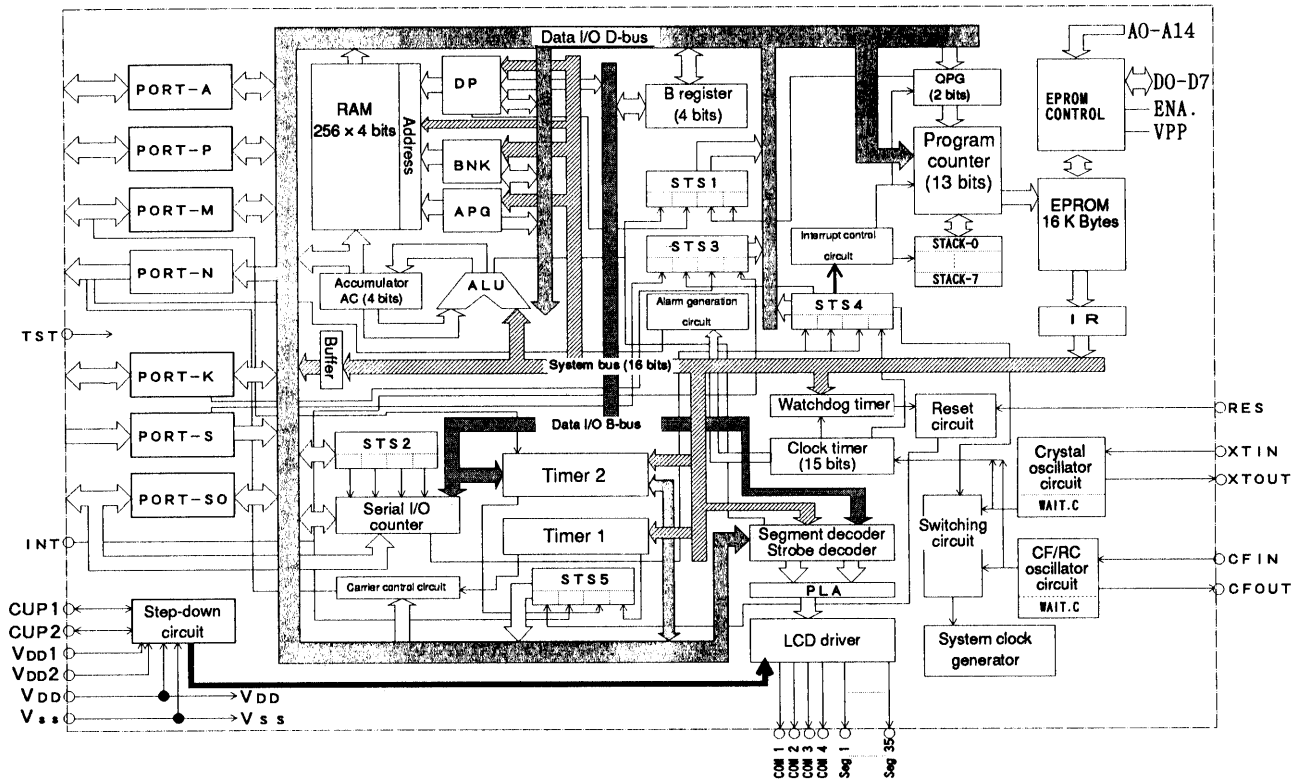 Data I/O D-bus
A0-A14
PORT-A
RAM
256 × 4 bits
Address
DP
B register
(4 bits)
OPG
(2 bits)
EPROM
CONTROL
D0-D7
ENA.
VPP
PORT-P
BNK
Program
counter
(13 bits)
PORT-M
APG
STS1
EPROM
16 K Bytes
PORT-N
Accumulator
AC (4 bits)
ALU
STS3
Interrupt control
circuit
STACK-0
STACK-7
Alarm generation
circuit
STS4
IR
TST
Buffer
System bus (16 bits)
PORT-K
Watchdog timer
Reset
circuit
RES
PORT-S
Data I/O B-bus
STS2
Timer 2
Clock timer
(15 bits)
Crystal
oscillator
circuit
WAIT.C
XTIN
XTOUT
PORT-SO
Serial I/O
counter
Timer 1
Segment decoder
Strobe decoder
Switching
circuit
INT
CF/RC
oscillator
circuit
WAIT.C
CFIN
CFOUT
Carrier control circuit
STS5
PLA
CUP1
CUP2
Step-down
circuit
LCD driver
System clock
generator
VDD1
VDD2
VDD
VDD
Vss
Vss
COM 1
COM 2
COM 3
COM 4
Seg 1
Seg 35